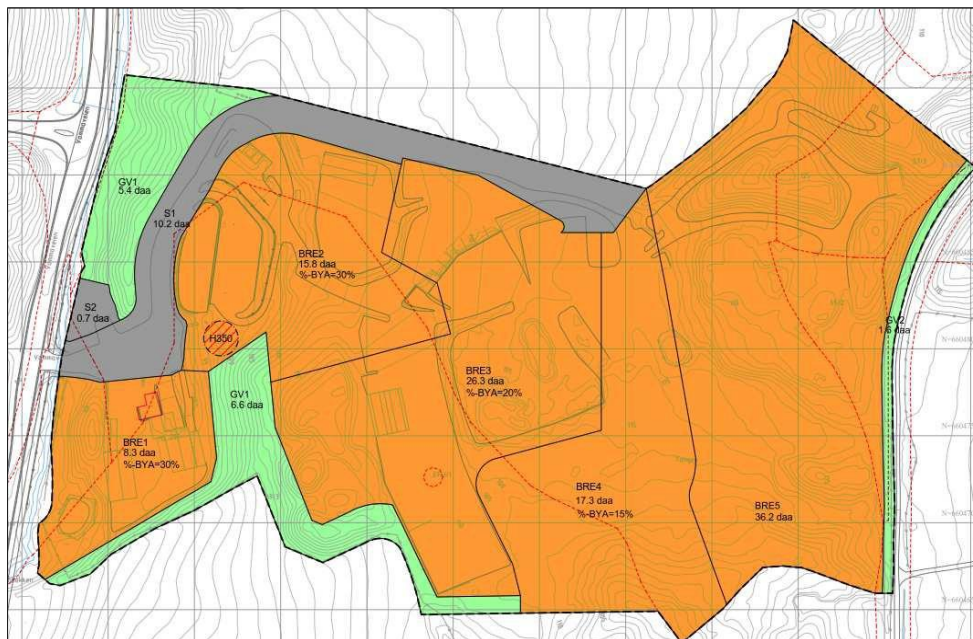 GV1
5.4 daa
S1
10.2 daa
BRE2
15.8 daa
%-BYA=30%
S2
0.7 daa
H350
GV2
1.6 daa
BRE3
26.3 daa
%-BYA=20%
GV1
6.6 daa
BRE1
8.3 daa
%-BYA=30%
BRE4
17.3 daa
%-BYA=15%
BRE5
36.2 daa